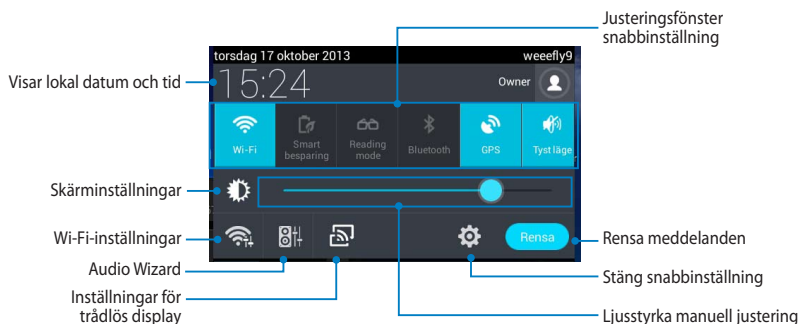 Justeringsfönster
snabbinställning
torsdag 17 oktober 2013
weeefly9
Visar lokal datum och tid
15:24
Owner
Wi-Fi
Smart
besparing
Reading
mode
Bluetooth
GPS
Tyst läge
Skärminställningar
Wi-Fi-inställningar
Rensa
Rensa meddelanden
Audio Wizard
Stäng snabbinställning
Inställningar för
trådlös display
Ljusstyrka manuell justering